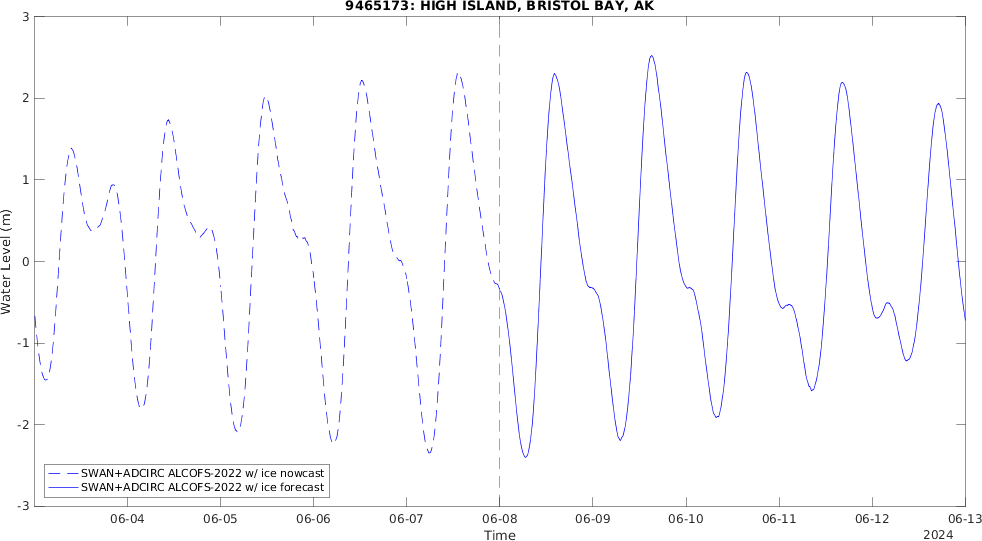 9465173: HIGH ISLAND, BRISTOL BAY, AK
3
2
1
0
-1
-2
-3
Water Level (m)
SWAN+ADCIRC ALCOFS-2022 w/ ice nowcast
SWAN+ADCIRC ALCOFS-2022 w/ ice forecast
06-04 06-05 06-06 06-07 06-08 06-09 06-10 06-11 06-12 06-13
Time
2024